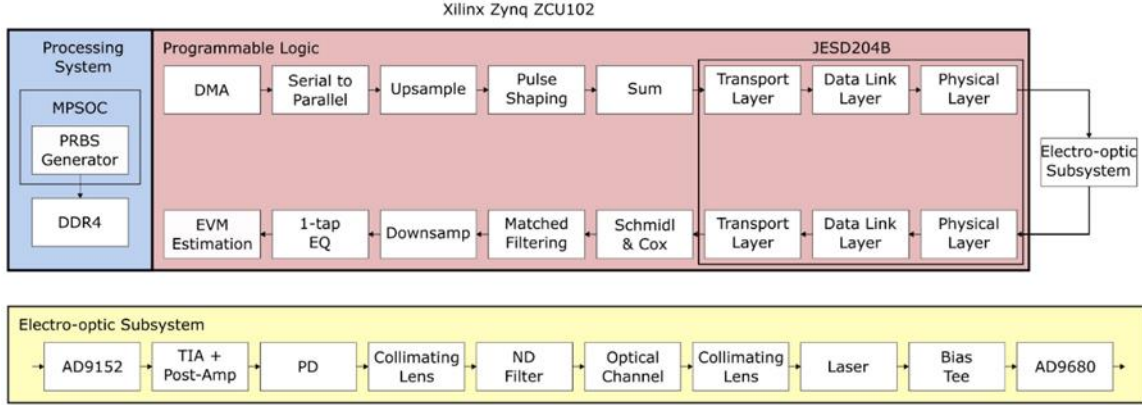 Xilinx Zynq ZCU102
Processing
System
MPSOC
PRBS
Generator
DDR4
Programmable Logic
JESD204B
DMA
Serial to
Parallel
Upsample
Pulse
Shaping
Sum
Transport
Layer
Data Link
Layer
Physical
Layer
Electro-optic
Subsystem
EVM
Estimation
1-tap
EQ
Downsamp
Matched
Filtering
Schmidl
& Cox
Transport
Layer
Data Link
Layer
Physical
Layer
Electro-optic Subsystem
AD9152
TIA +
Post-Amp
PD
Collimating
Lens
ND
Filter
Optical
Channel
Collimating
Lens
Laser
Bias
Tee
AD9680